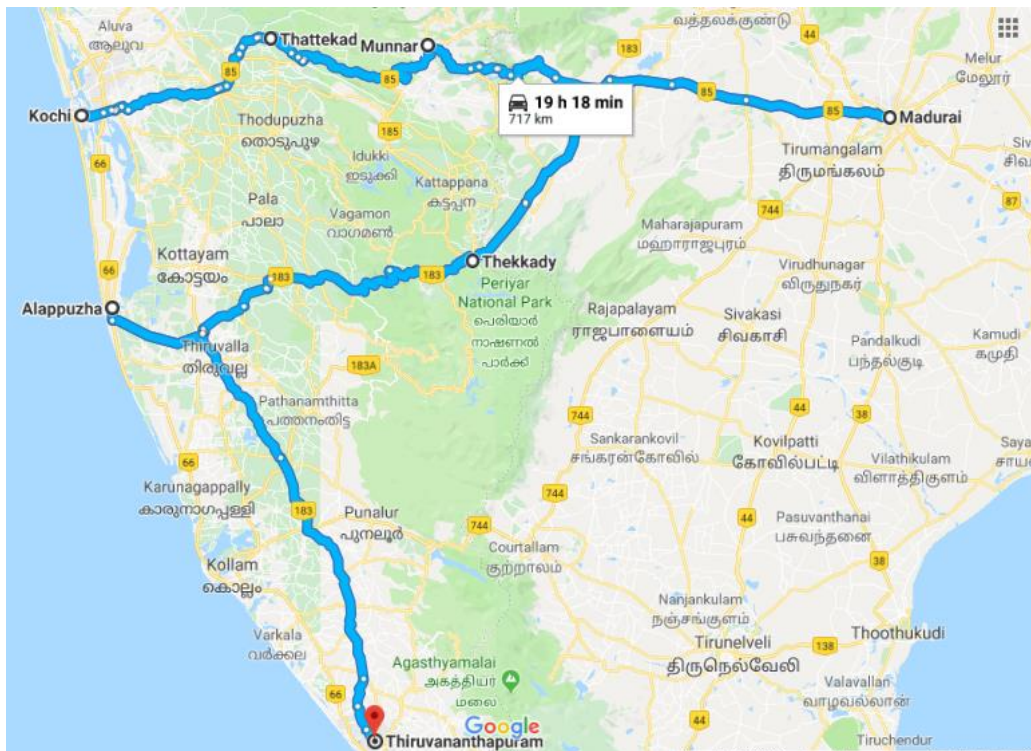 Aluva
ആലുവ
Thattekad
Munnar
வத்தலக்குண்டு
44
183
Melur
மேலூர்
85
85
85
85
Kochi
19 h 18 min
717 km
Madurai
Thodupuzha
തൊടുപുഴ
185
Tirumangalam
திருமங்கலம்
66
Idukki
ഇടുക്കി
Kattappana
കട്ടപ്പന
Pala
പാലാ
Vagamon
വാഗമൺ
744
87
Maharajapuram
மஹாராஜபுரம்
Kottayam
കോട്ടയം
66
183
183
Thekkady
Virudhunagar
விருதுநகர்
Alappuzha
Periyar
National Park
பெரியார்
நாஷணல்
பார்க்
Rajapalayam
ராஜபாளையம்
Sivakasi
சிவகாசி
Kamudi
கமுதி
Thiruvalla
തിരുവല്ല
Pandalkudi
பந்தல்குடி
183A
Pathanamthitta
പത്തനംതിട്ട
744
44
38
Sankarankovil
சங்கரன்கோவில்
Kovilpatti
கோவில்பட்டி
Vilathikulam
விளாத்திகுளம்
Karunagappally
കരുനാഗപ്പള്ളി
744
183
Punalur
പുനലൂർ
744
44
Pasuvanthanai
பசுவந்தனை
Courtallam
குற்றாலம்
38
Kollam
കൊല്ലം
Nanjankulam
நஞ்சங்குளம்
Varkala
വർക്കല
Tirunelveli
திருநெல்வேலி
138
Thoothukudi
Agasthyamalai
அகத்தியர்
மலை
66
Valavallan
வாழவல்லான்
44
Google
Thiruvananthapuram
Tiruchendur